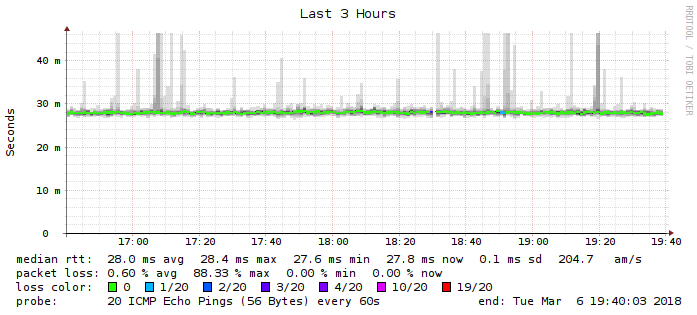 Last 3 Hours
RRDTOOL / TOBI OETIKER
Seconds
40 m
30 m
20 m
10 m
0
17:00 17:20 17:40 18:00 18:20 18:40 19:00 19:20 19:40
median rtt: 28.0 ms avg 28.4 ms max 27.6 ms min 27.8 ms now 0.1 ms sd 204.7 am/s
packet loss: 0.60 % avg 88.33 % max 0.00 % min 0.00 % now
loss color: 0 1/20 2/20 3/20 4/20 10/20 19/20
probe: 20 ICMP Echo Pings (56 Bytes) every 60s end: Tue Mar 6 19:40:03 2018